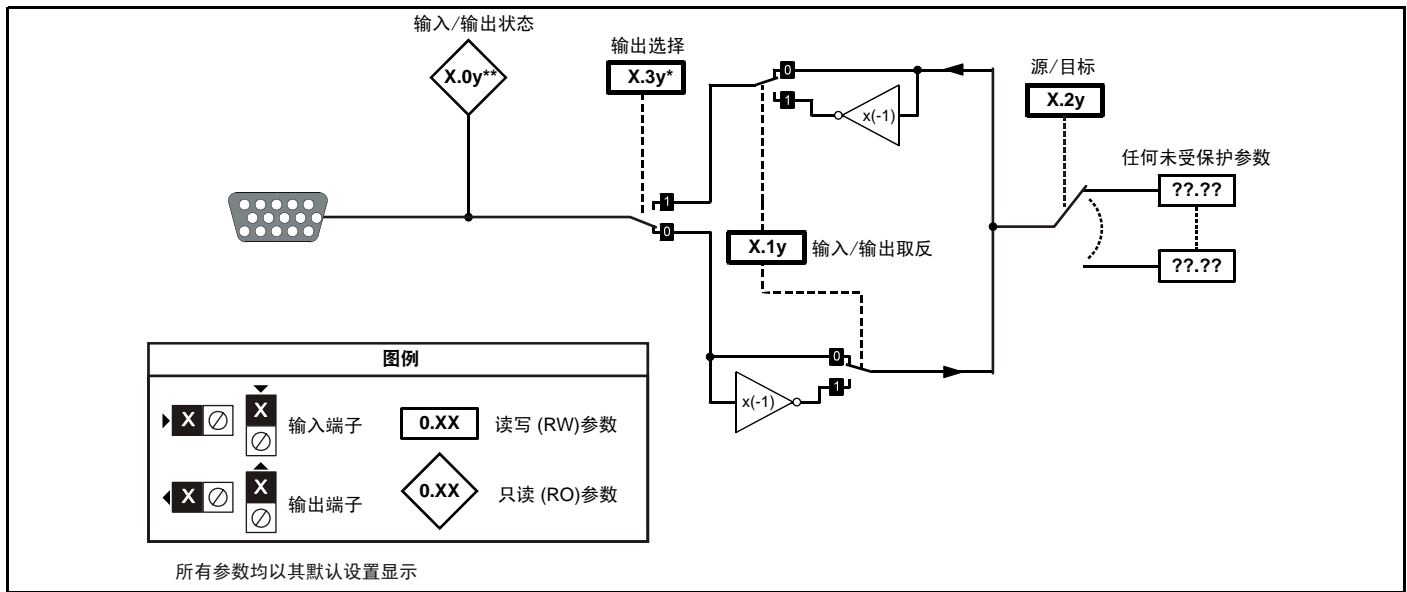 输入/输出状态
X.0y**
输出选择
X.3y*
0
1
x(-1)
源/目标
X.2y
任何未受保护参数
??.??
??.??
1
0
X.1y
输入/输出取反
0
1
x(-1)
图例
X
X
输入端子
0.XX
读写 (RW)参数
X
X
输出端子
0.XX
只读 (RO)参数
所有参数均以其默认设置显示